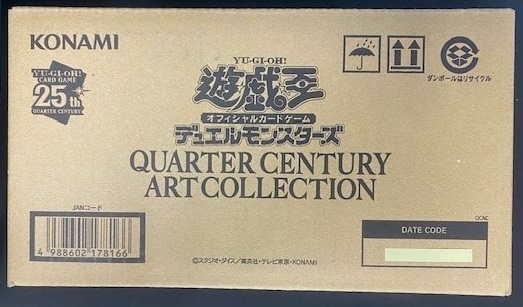 KONAMI
YU-GI-OH!
CARD GAME
25th
QUARTER CENTURY
YU-GI-OH!
遊戯王
オフィシャルカードゲーム
デュエルモンスターズ
ダンボールはリサイクル
QUARTER CENTURY
ART COLLECTION
JANコード
4 988602 178166
QCAC
DATE CODE
©スタジオ・ダイス／集英社・テレビ東京・KONAMI